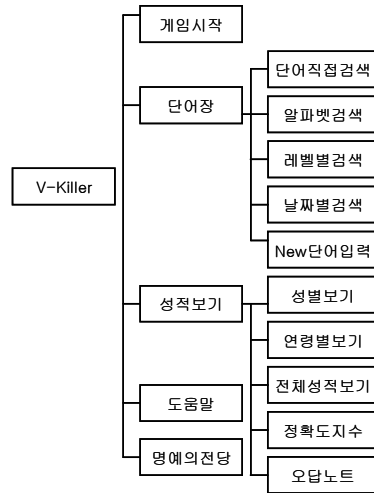 V-Killer
게임시작
단어장
단어직접검색
알파벳검색
레벨별검색
날짜별검색
New단어입력
성적보기
성별보기
연령별보기
전체성적보기
정확도지수
오답노트
도움말
명예의전당